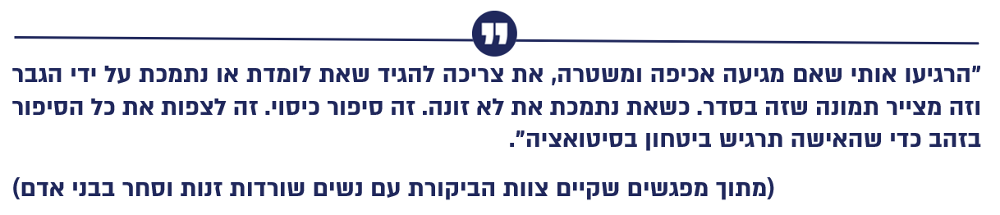 "הרגיעו אותי שאם מגיעה אכיפה ומשטרה, את צריכה להגיד שאת לומדת או נתמכת על ידי הגבר
וזה מצייר תמונה שזה בסדר. כשאת נתמכת את לא זונה. זה סיפור כיסוי. זה לצפות את כל הסיפור
בזהב כדי שהאישה תרגיש ביטחון בסיטואציה".
(מתוך מפגשים שקיים צוות הביקורת עם נשים שורדות זנות וסחר בבני אדם)